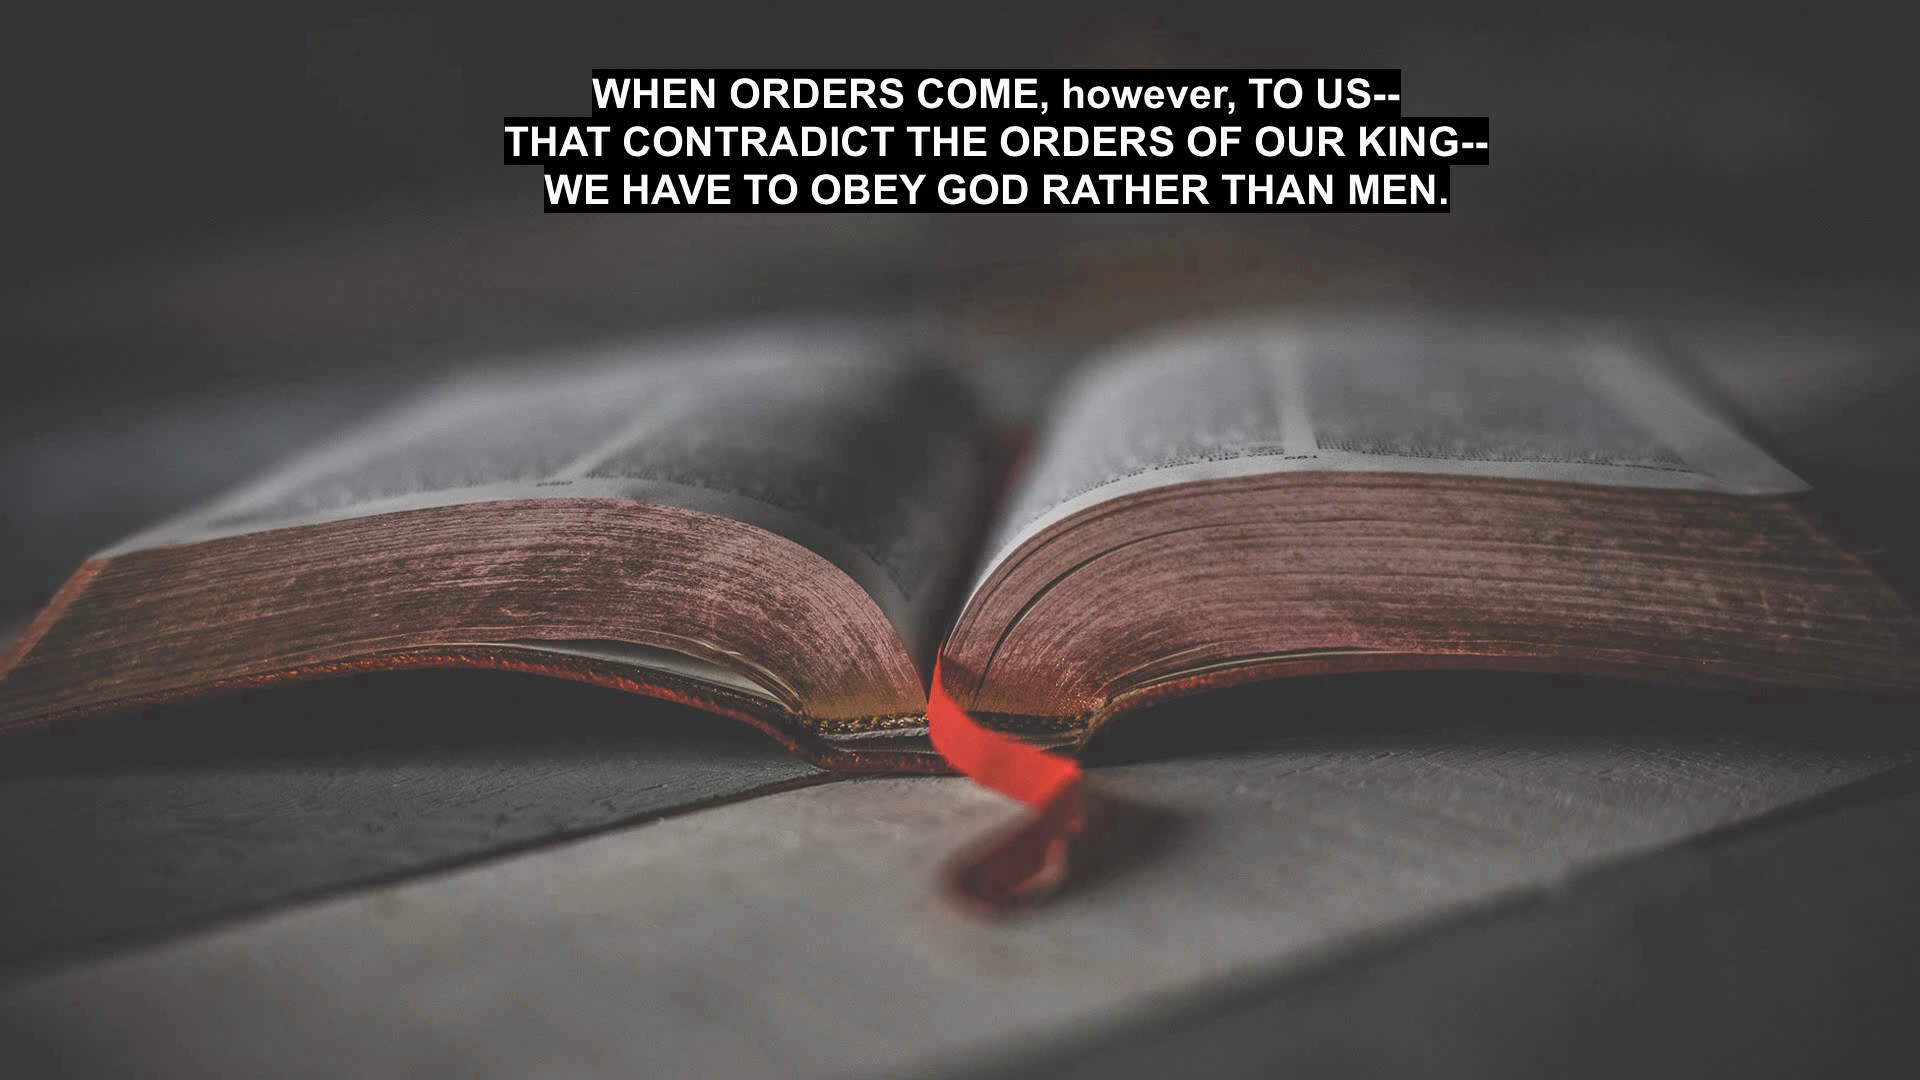 WHEN ORDERS COME, however, TO US--
THAT CONTRADICT THE ORDERS OF OUR KING--
WE HAVE TO OBEY GOD RATHER THAN MEN.